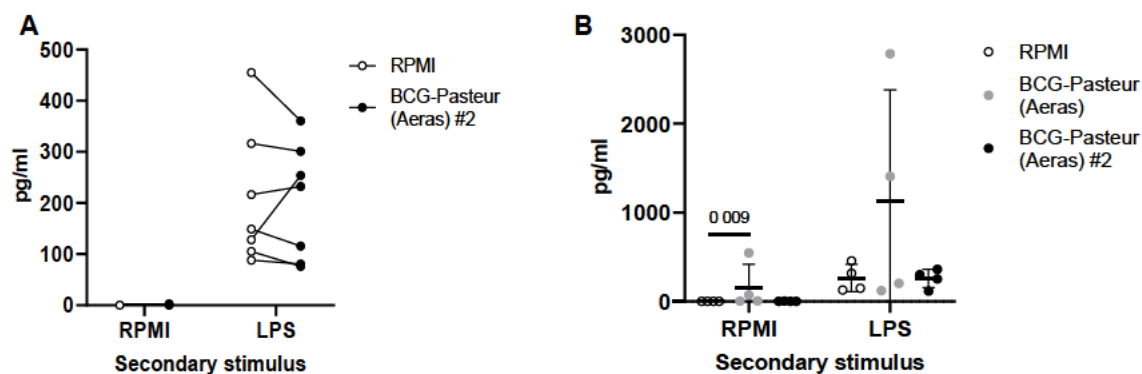 A
500
400
300
200
100
0
pg/ml
RPMI
LPS
Secondary stimulus
RPMI
BCG-Pasteur
(Aeras) #2
B
3000
2000
1000
0
pg/ml
0 009
RPMI
LPS
Secondary stimulus
RPMI
BCG-Pasteur
(Aeras)
BCG-Pasteur
(Aeras) #2